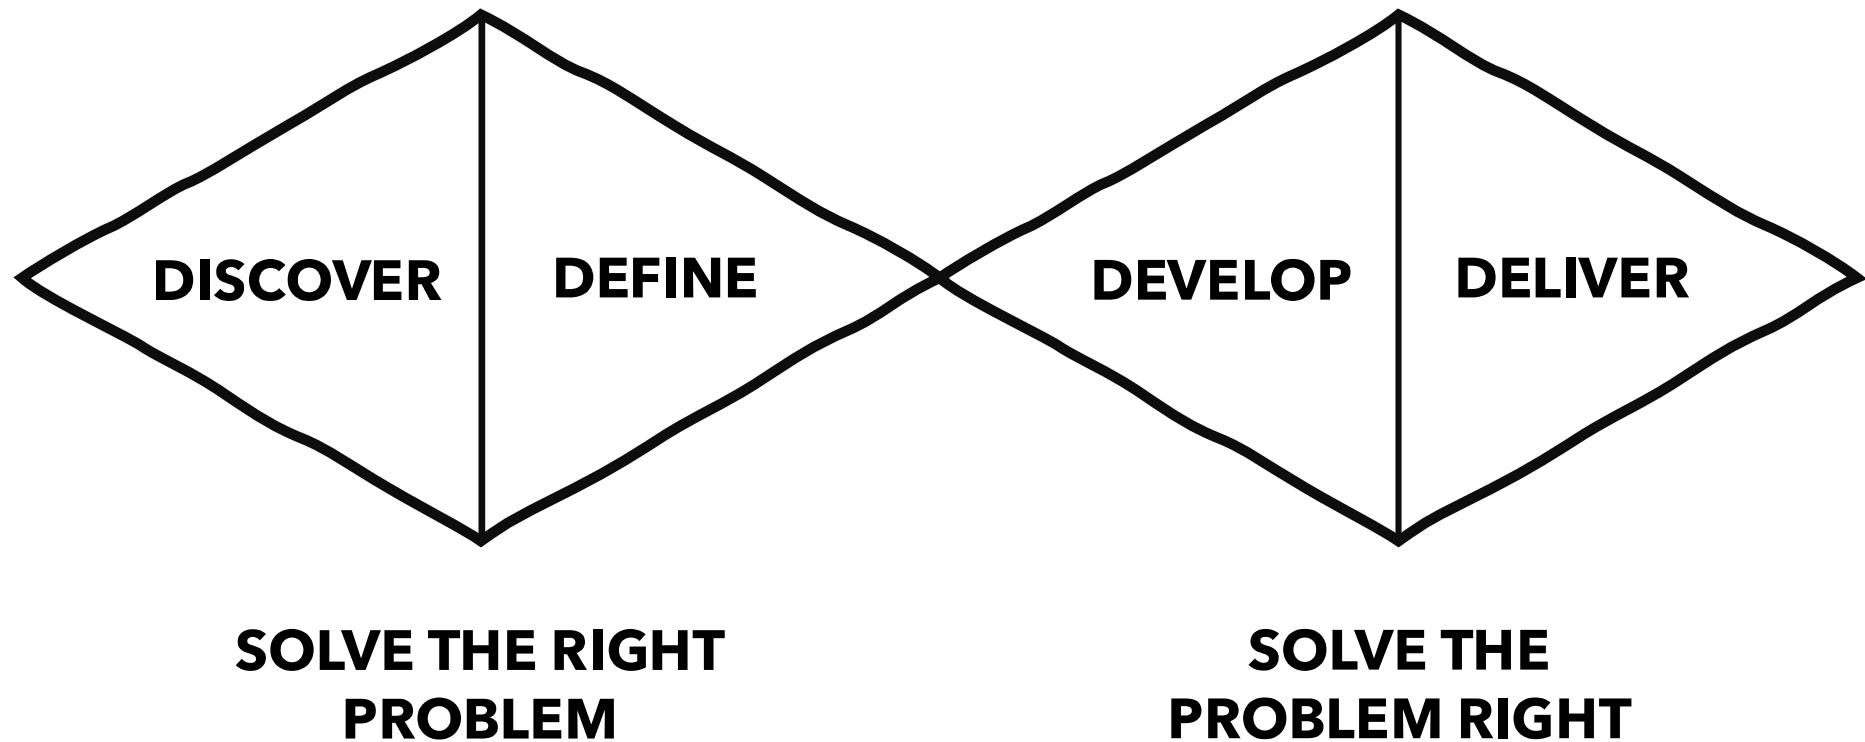 DISCOVER
DEFINE
DEVELOP
DELIVER
SOLVE THE RIGHT
PROBLEM
SOLVE THE
PROBLEM RIGHT